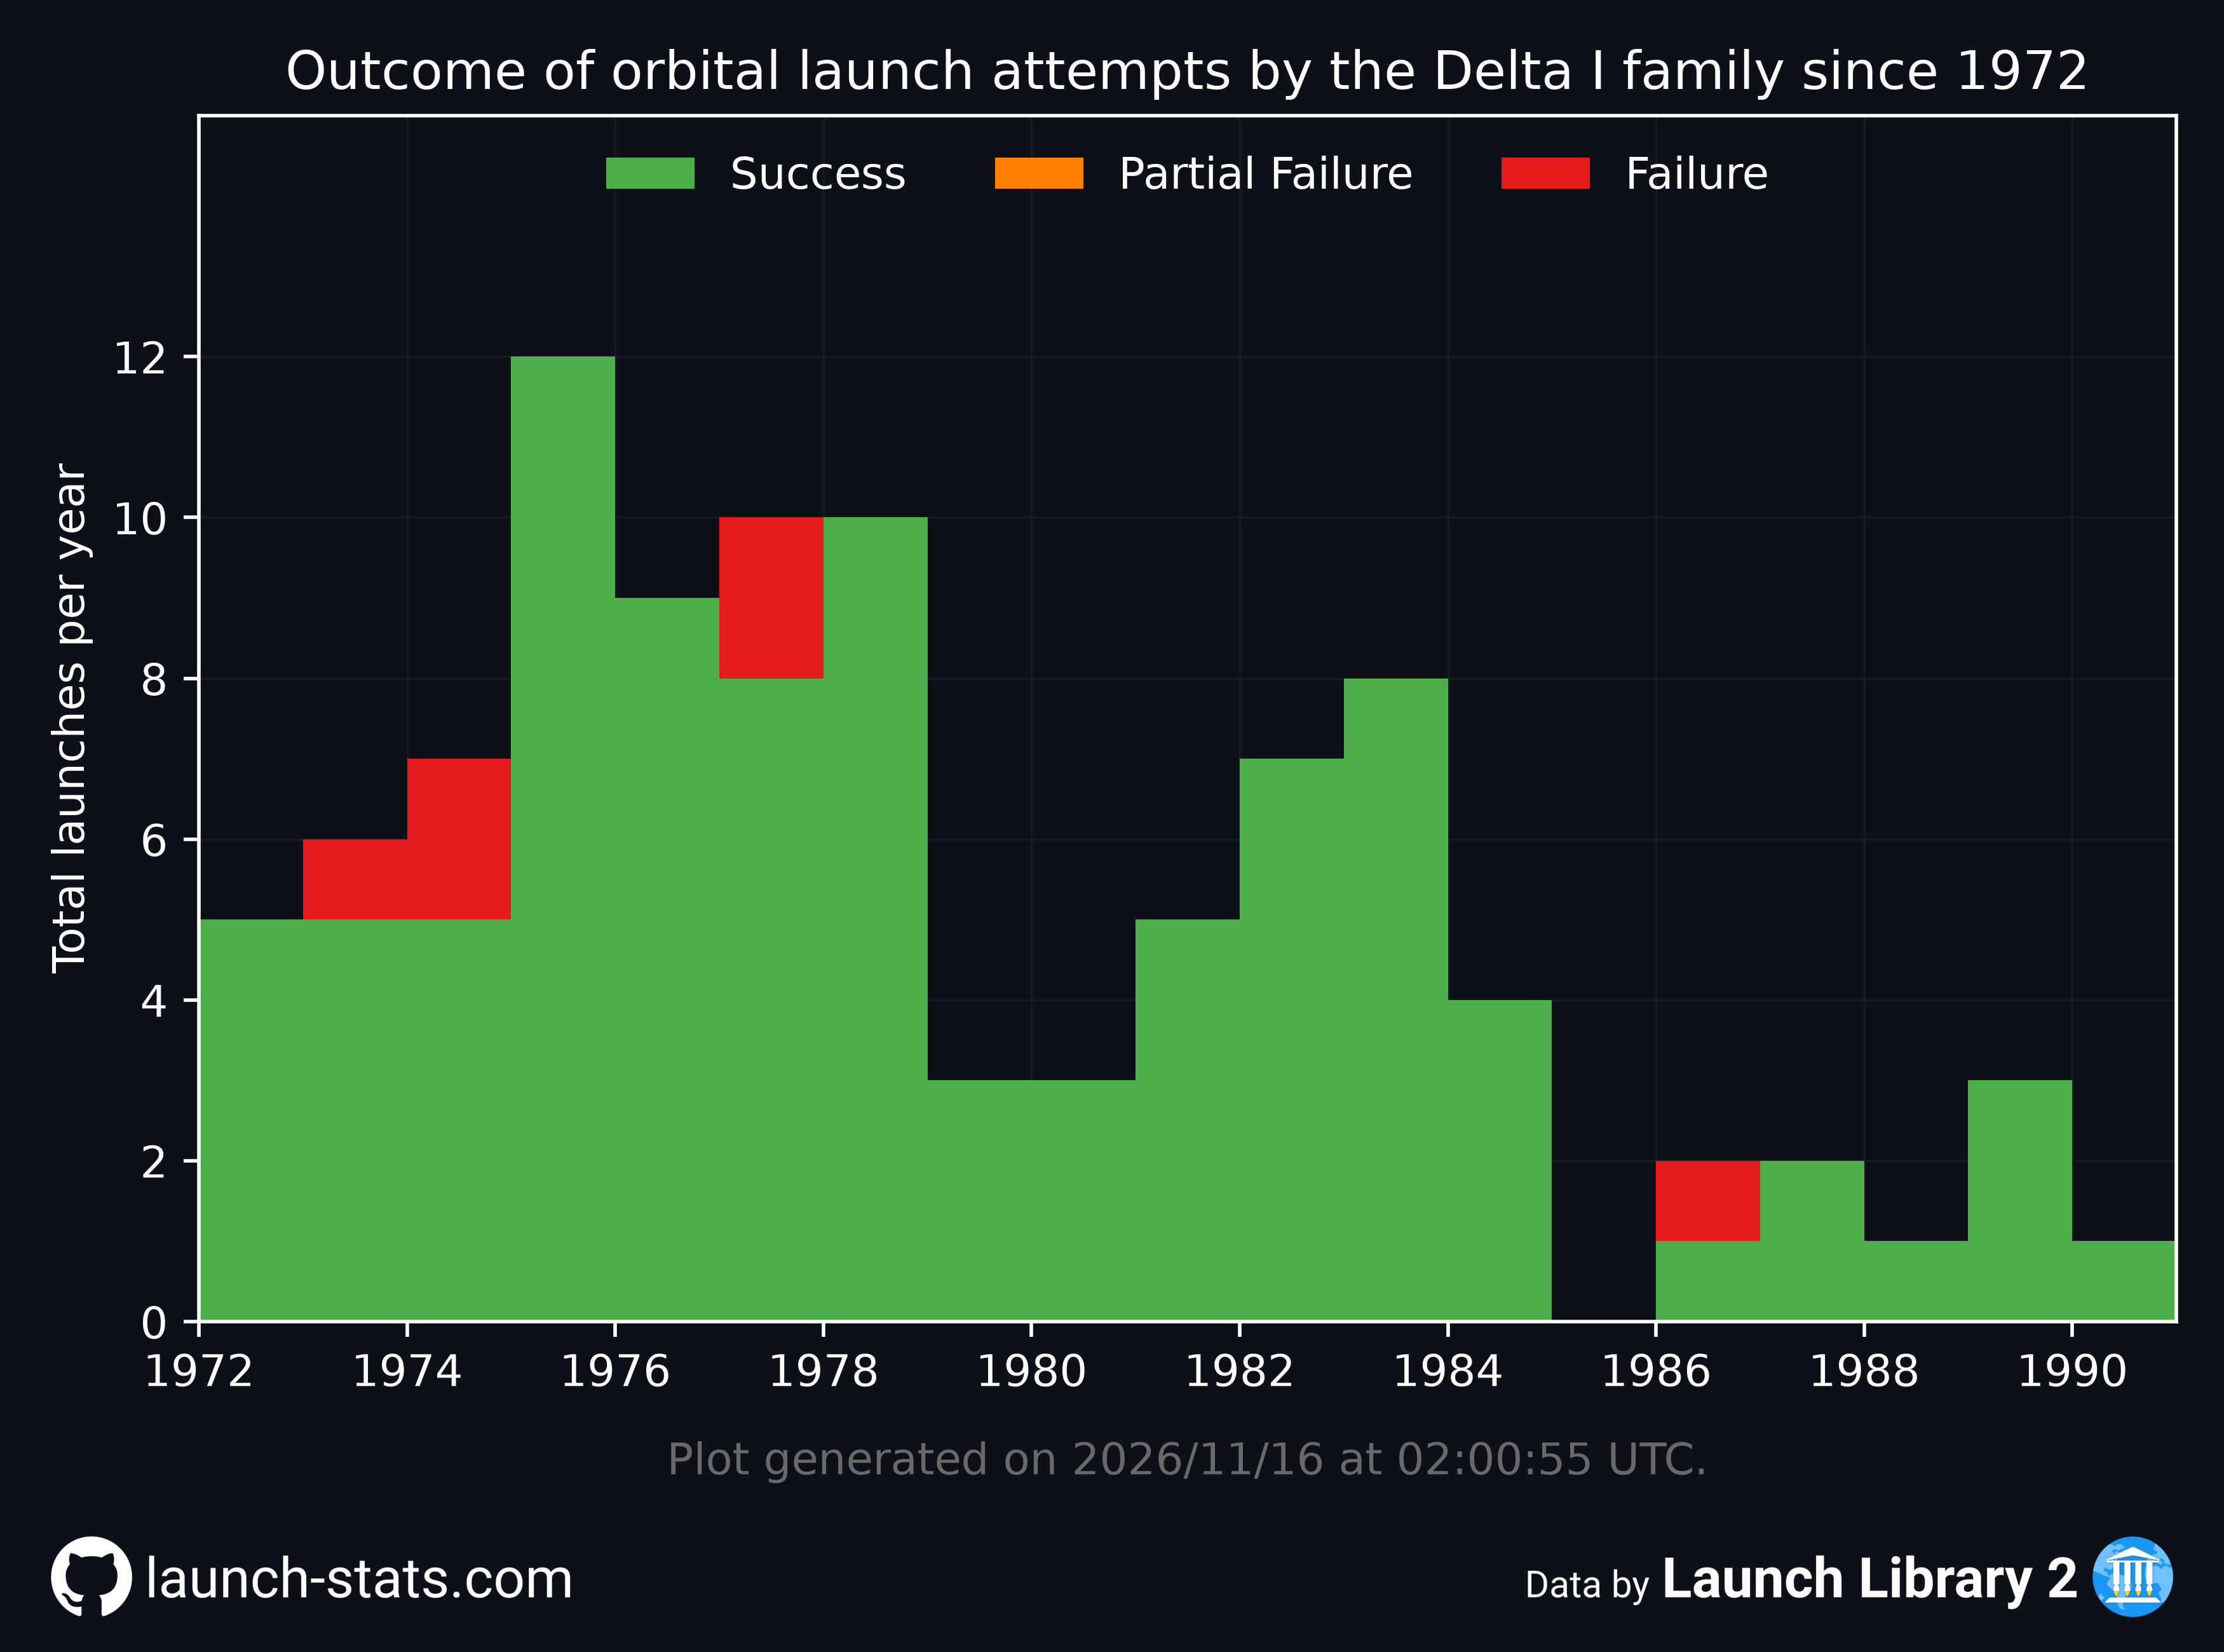 Outcome of orbital launch attempts by the Delta I family since 1972
Success Partial Failure Failure
Total launches per year
12
10
8
6
4
2
0
1972 1974 1976 1978 1980 1982 1984 1986 1988 1990
Plot generated on 2026/11/16 at 02:00:55 UTC.
launch-stats.com
Data by Launch Library 2